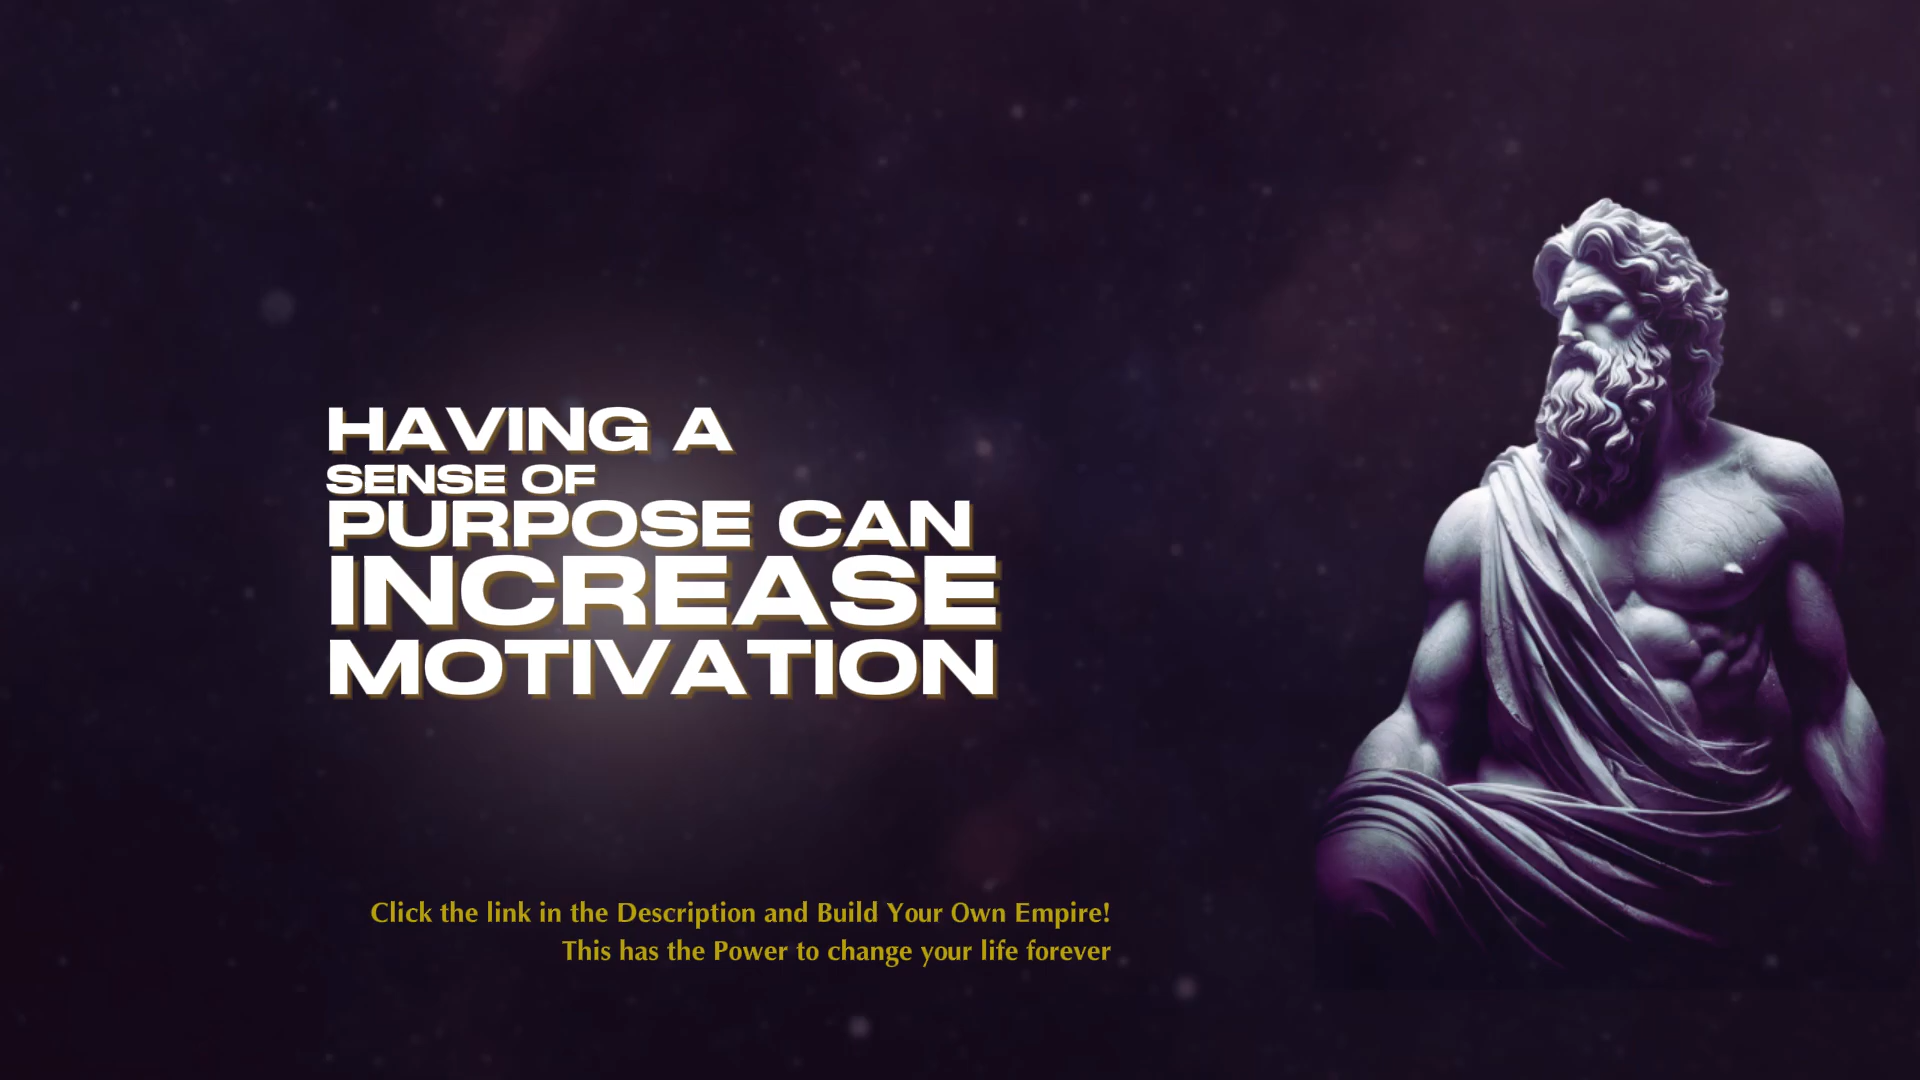 HAVING A
SENSE OF
PURPOSE CAN
INCREASE
MOTIVATION
Click the link in the Description and Build Your Own Empire!
This has the Power to change your life forever